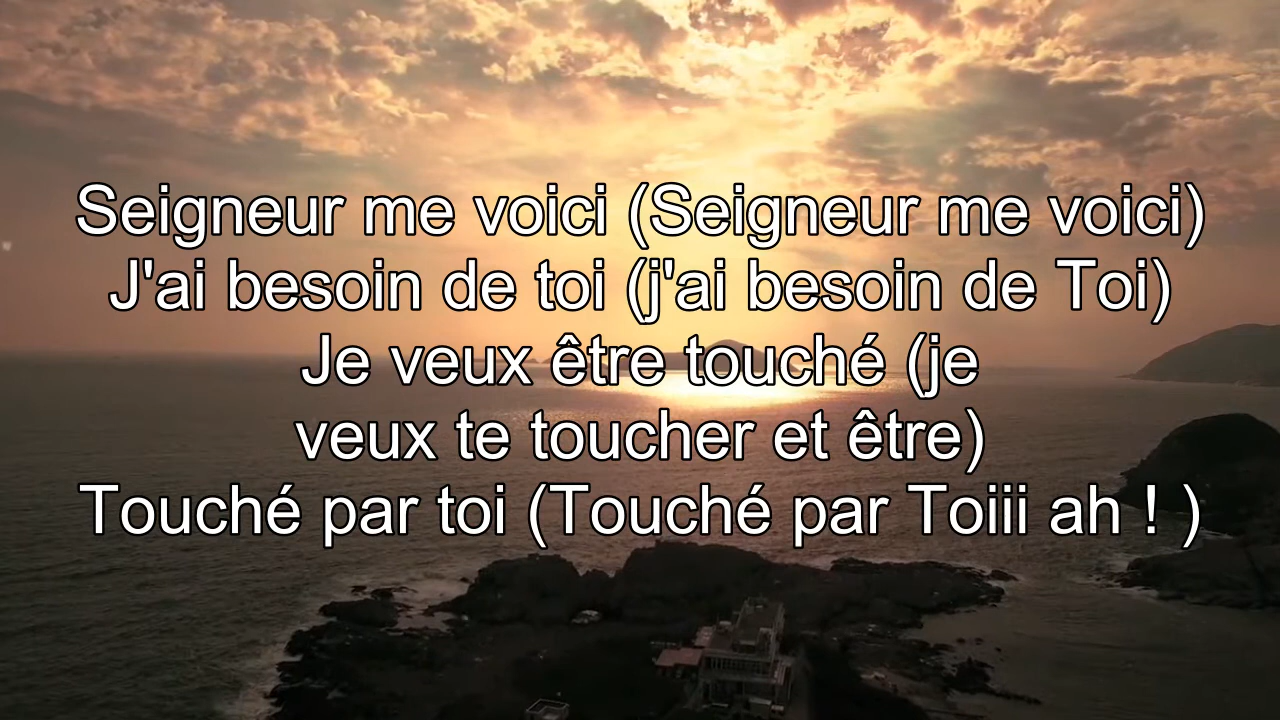 Seigneur me voici (Seigneur me voici)
J'ai besoin de toi (j'ai besoin de Toi)
Je veux être touché (je
veux te toucher et être)
Touché par toi (Touché par Toiii ah ! )